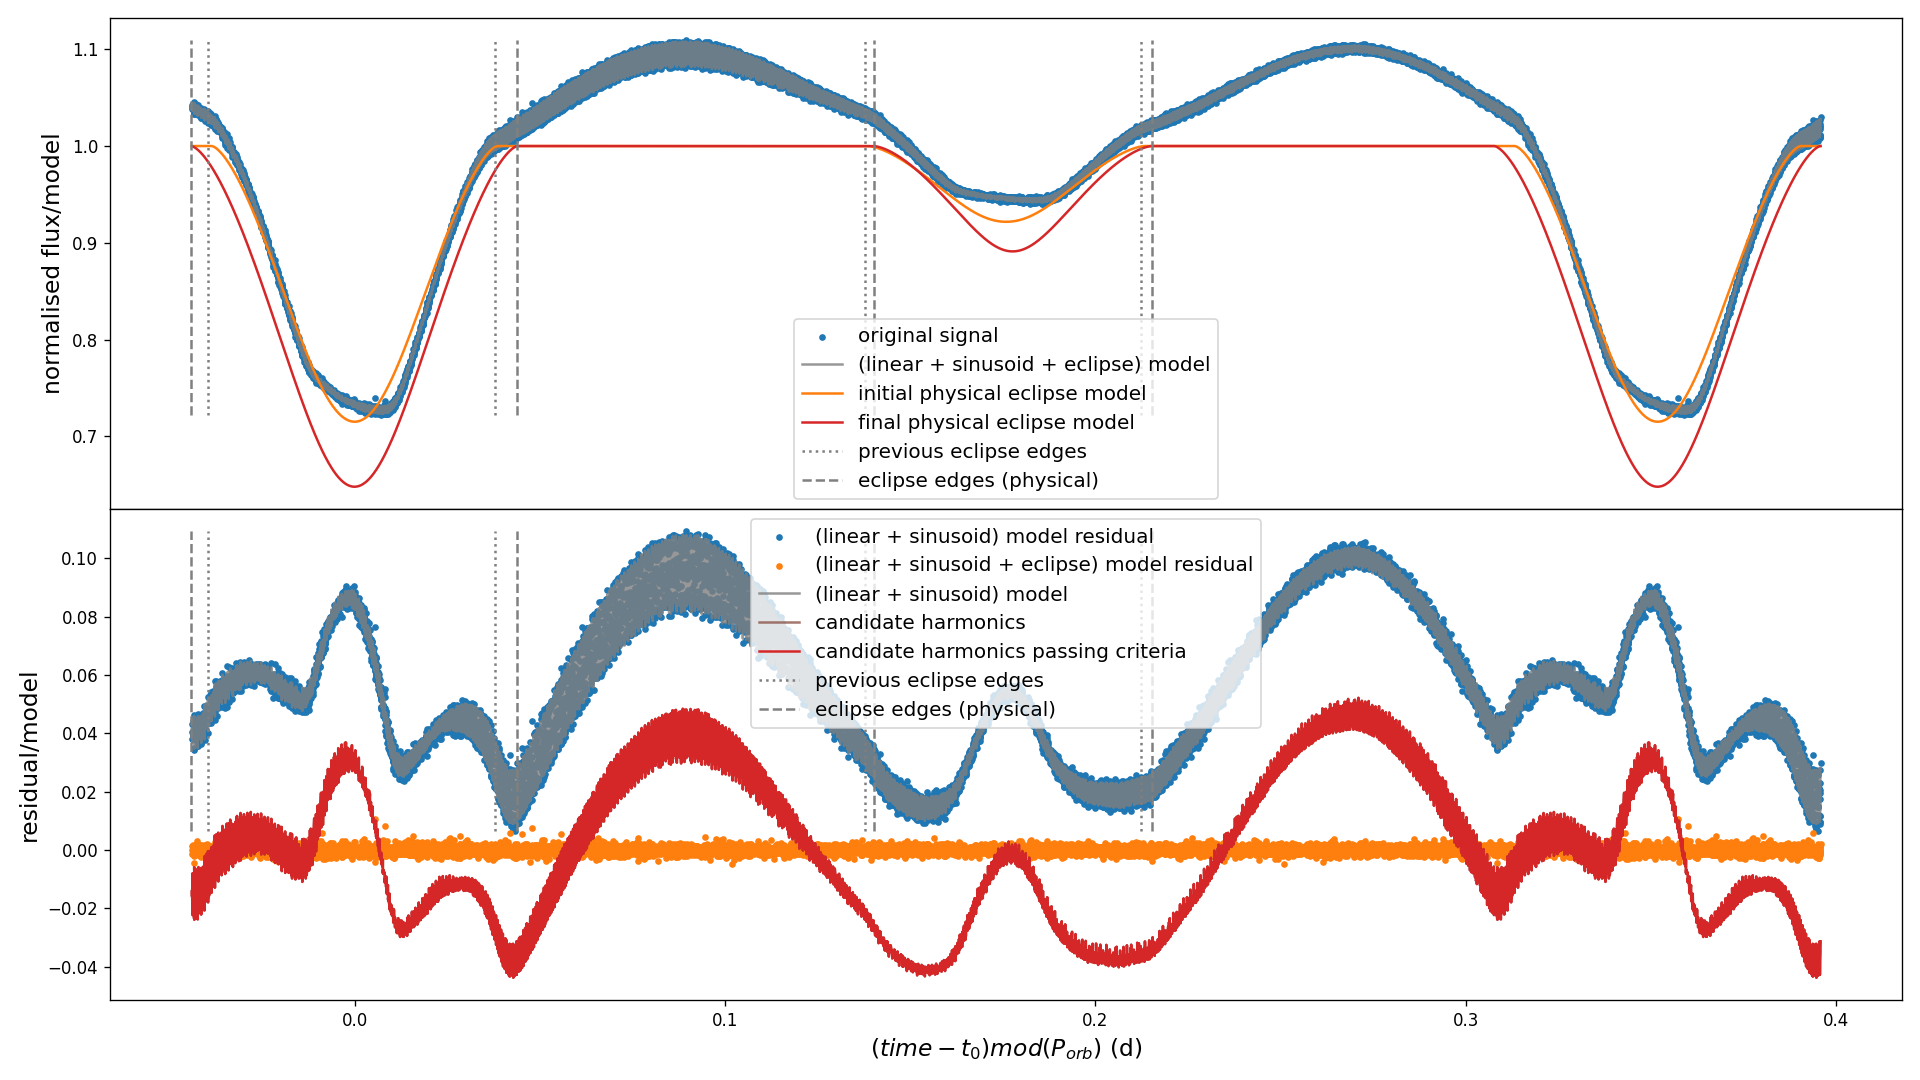 normalised flux/model
1.1
1.0
0.9
0.8
0.7
original signal
(linear + sinusoid + eclipse) model
initial physical eclipse model
final physical eclipse model
previous eclipse edges
eclipse edges (physical)
residual/model
0.10
0.08
0.06
0.04
0.02
0.00
−0.02
−0.04
(linear + sinusoid) model residual
(linear + sinusoid + eclipse) model residual
(linear + sinusoid) model
candidate harmonics
candidate harmonics passing criteria
previous eclipse edges
eclipse edges (physical)
0.0 0.1 0.2 0.3 0.4
(time − t₀)mod(P_orb) (d)